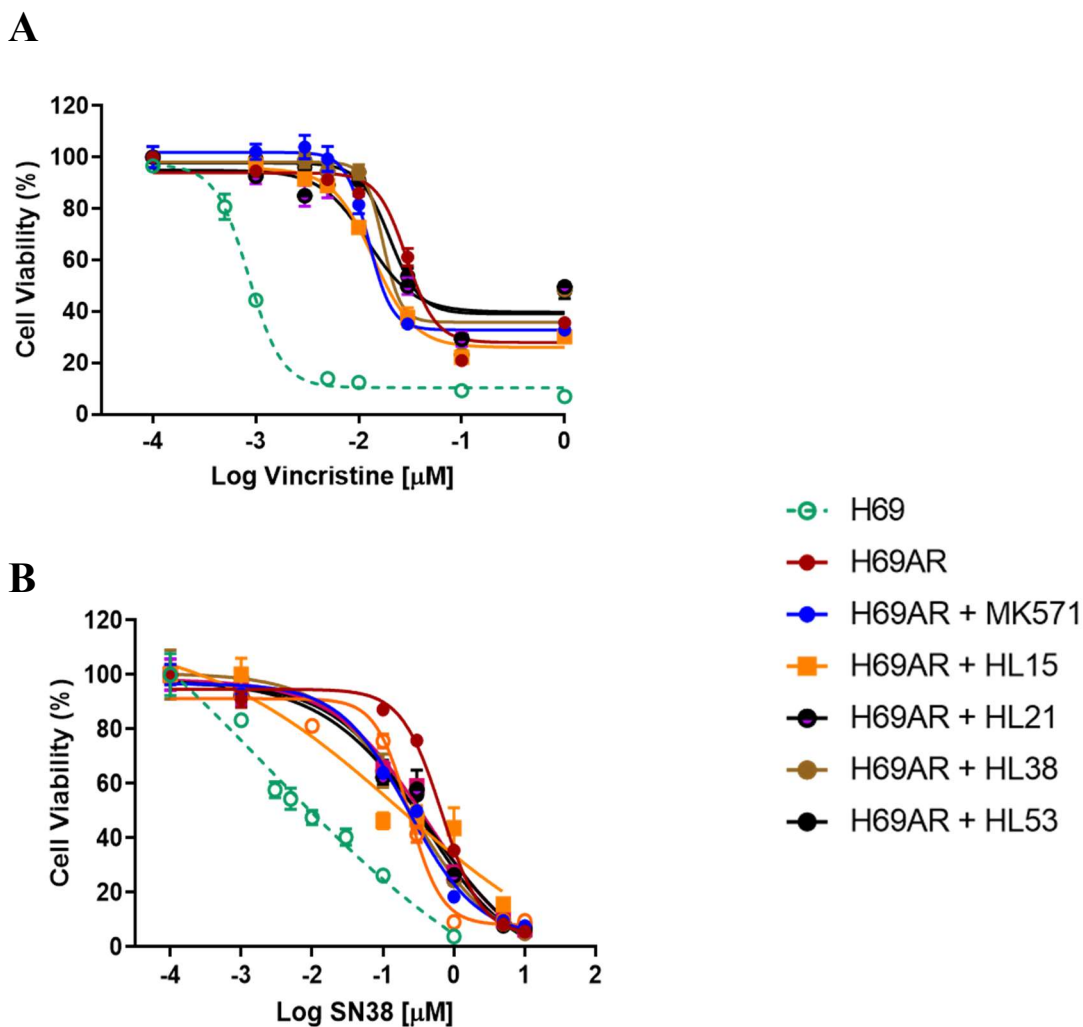 A
120
100
80
60
40
20
0
Cell Viability (%)
-4 -3 -2 -1 0
Log Vincristine [μM]
B
120
100
80
60
40
20
0
Cell Viability (%)
-4 -3 -2 -1 0 1 2
Log SN38 [μM]
H69
H69AR
H69AR + MK571
H69AR + HL15
H69AR + HL21
H69AR + HL38
H69AR + HL53